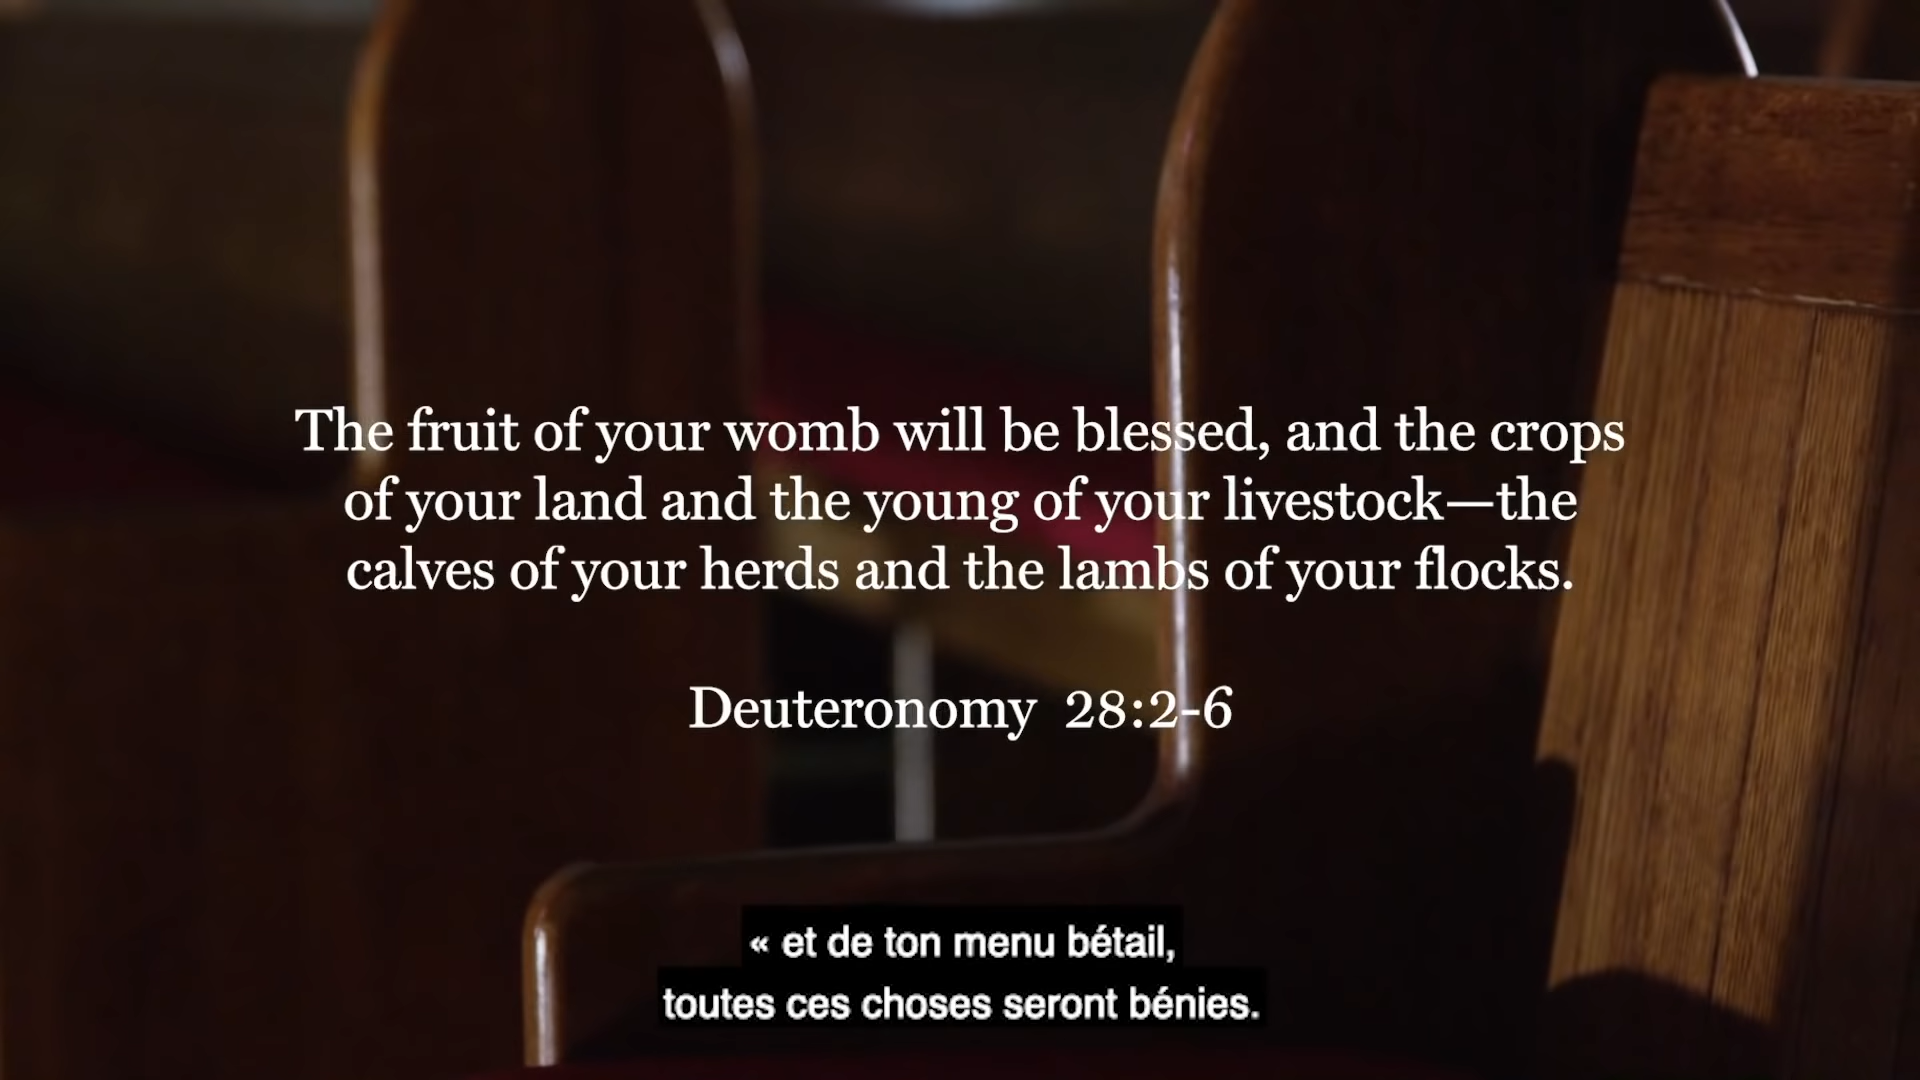 The fruit of your womb will be blessed, and the crops
of your land and the young of your livestock—the
calves of your herds and the lambs of your flocks.
Deuteronomy 28:2-6
« et de ton menu bétail,
toutes ces choses seront bénies.